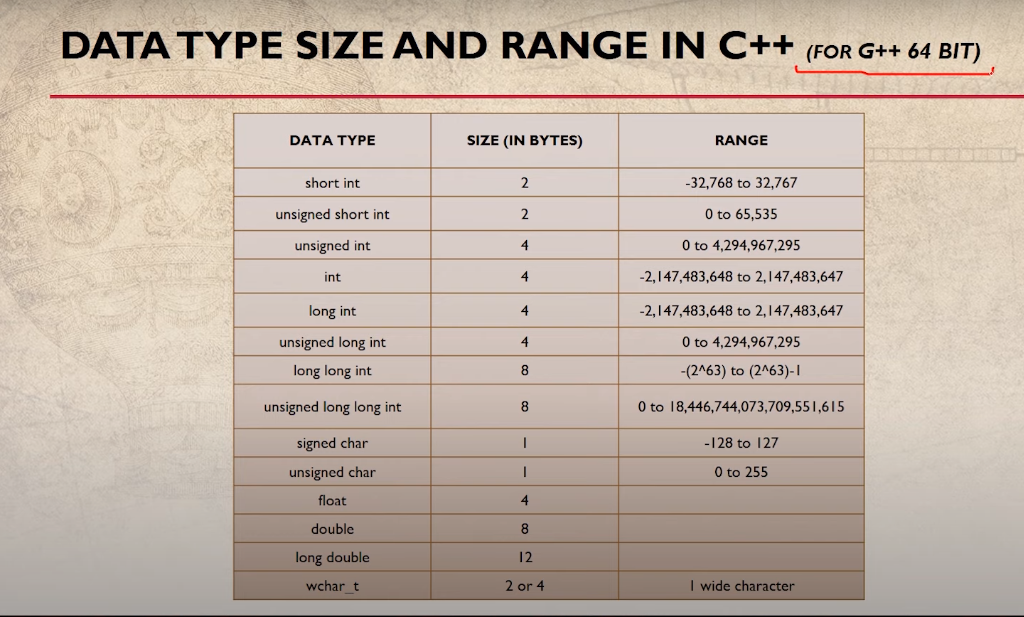 DATA TYPE SIZE AND RANGE IN C++ (FOR G++ 64 BIT)
DATA TYPE SIZE (IN BYTES) RANGE
short int 2 -32,768 to 32,767
unsigned short int 2 0 to 65,535
unsigned int 4 0 to 4,294,967,295
int 4 -2,147,483,648 to 2,147,483,647
long int 4 -2,147,483,648 to 2,147,483,647
unsigned long int 4 0 to 4,294,967,295
long long int 8 -(2^63) to (2^63)-1
unsigned long long int 8 0 to 18,446,744,073,709,551,615
signed char 1 -128 to 127
unsigned char 1 0 to 255
float 4
double 8
long double 12
wchar_t 2 or 4 1 wide character